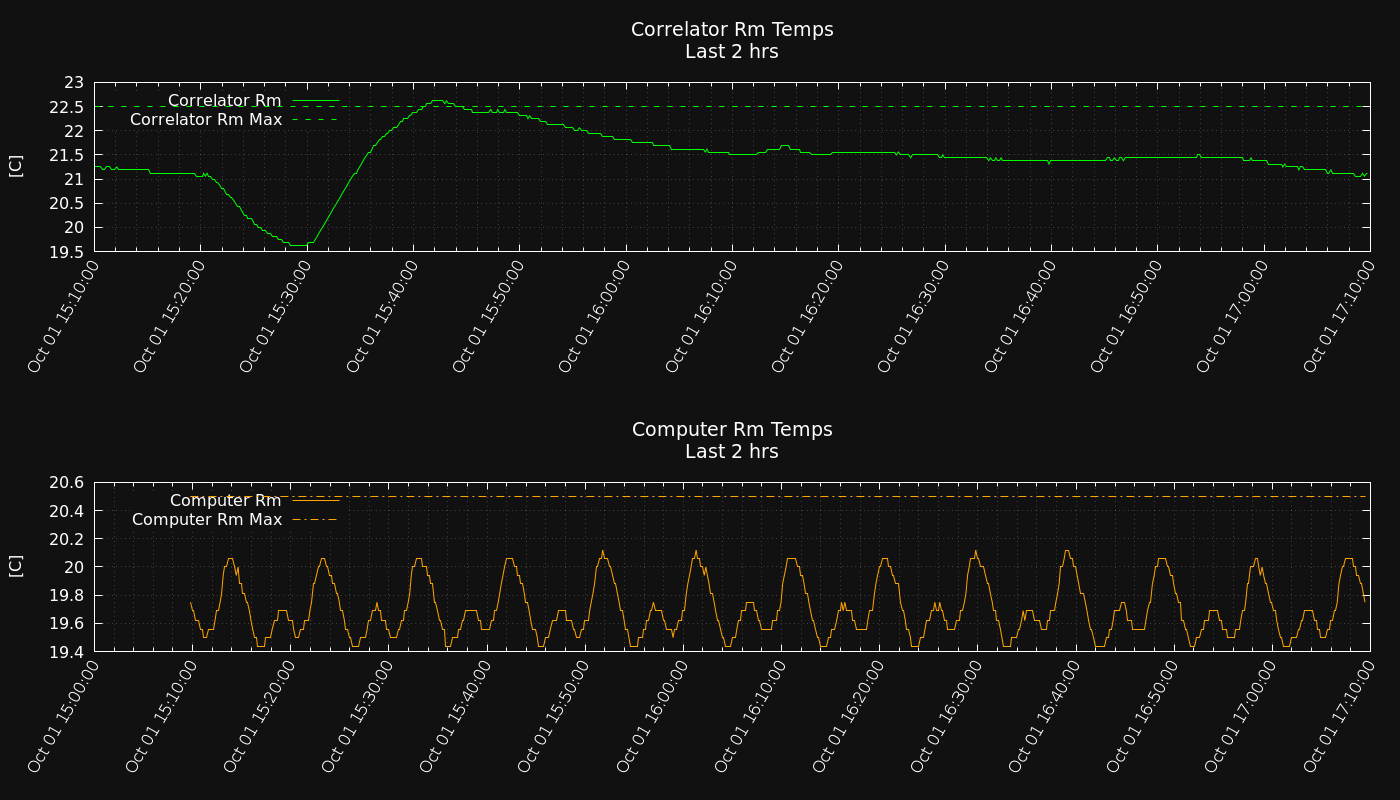 Correlator Rm Temps
Last 2 hrs
[C]
23
22.5
22
21.5
21
20.5
20
19.5
Correlator Rm
Correlator Rm Max
Oct 01 15:10:00
Oct 01 15:20:00
Oct 01 15:30:00
Oct 01 15:40:00
Oct 01 15:50:00
Oct 01 16:00:00
Oct 01 16:10:00
Oct 01 16:20:00
Oct 01 16:30:00
Oct 01 16:40:00
Oct 01 16:50:00
Oct 01 17:00:00
Oct 01 17:10:00
Computer Rm Temps
Last 2 hrs
[C]
20.6
20.4
20.2
20
19.8
19.6
19.4
Computer Rm
Computer Rm Max
Oct 01 15:00:00
Oct 01 15:10:00
Oct 01 15:20:00
Oct 01 15:30:00
Oct 01 15:40:00
Oct 01 15:50:00
Oct 01 16:00:00
Oct 01 16:10:00
Oct 01 16:20:00
Oct 01 16:30:00
Oct 01 16:40:00
Oct 01 16:50:00
Oct 01 17:00:00
Oct 01 17:10:00